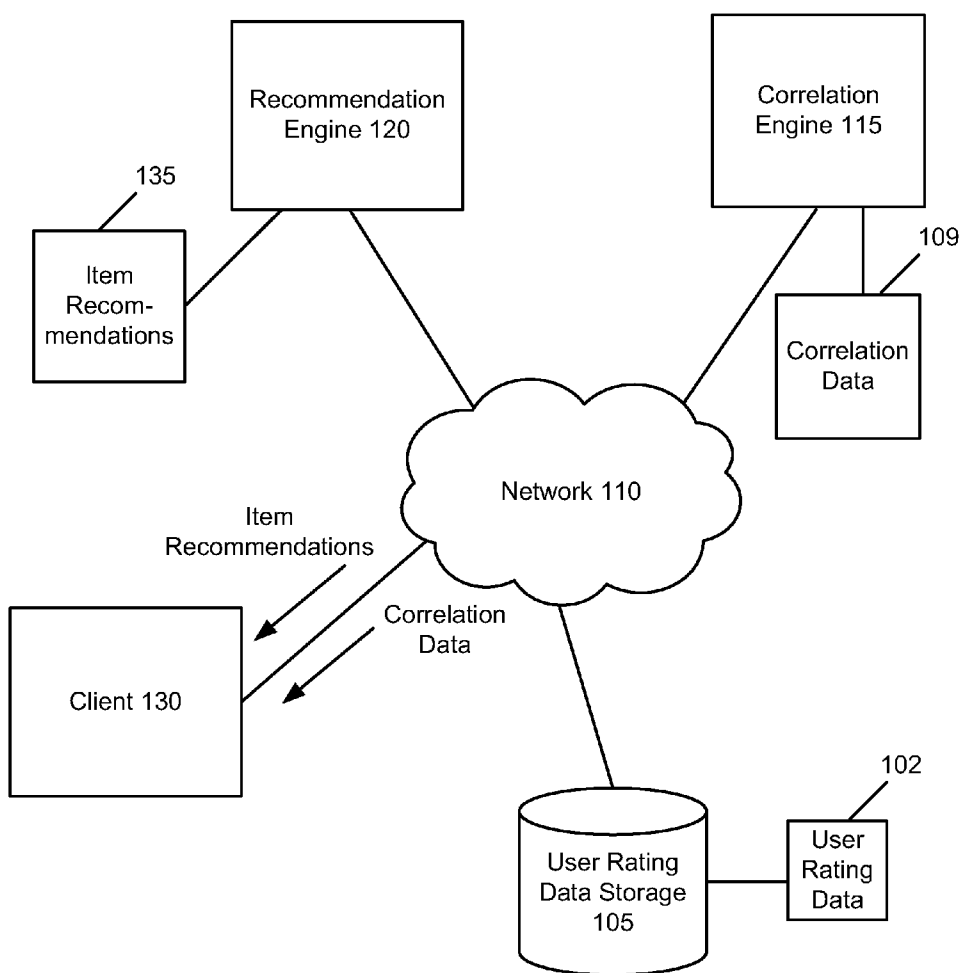 Recommendation
Engine 120
Correlation
Engine 115
135
Item
Recom-
mendations
109
Correlation
Data
Network 110
Item
Recommendations
Correlation
Data
Client 130
102
User Rating
Data Storage
105
User
Rating
Data